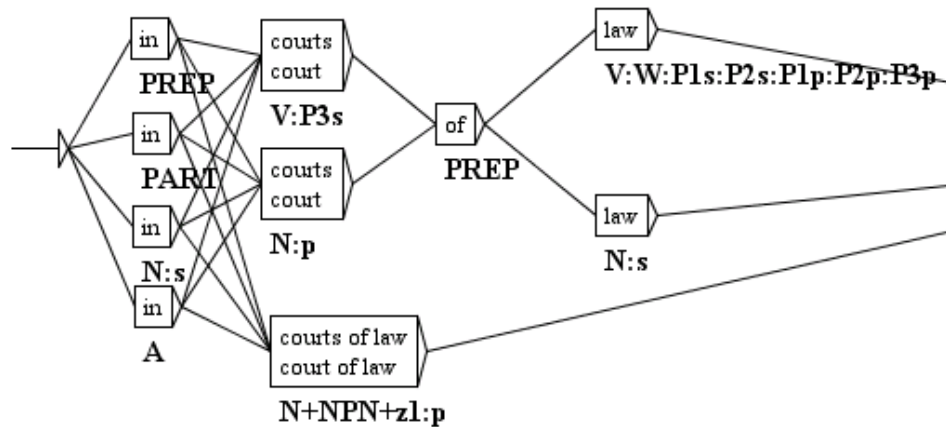 in
PREP
in
PART
in
N:s
in
A
courts
court
V:P3s
courts
court
N:p
courts of law
court of law
N+NPN+z1:p
of
PREP
law
V:W:P1s:P2s:P1p:P2p:P3p
law
N:s